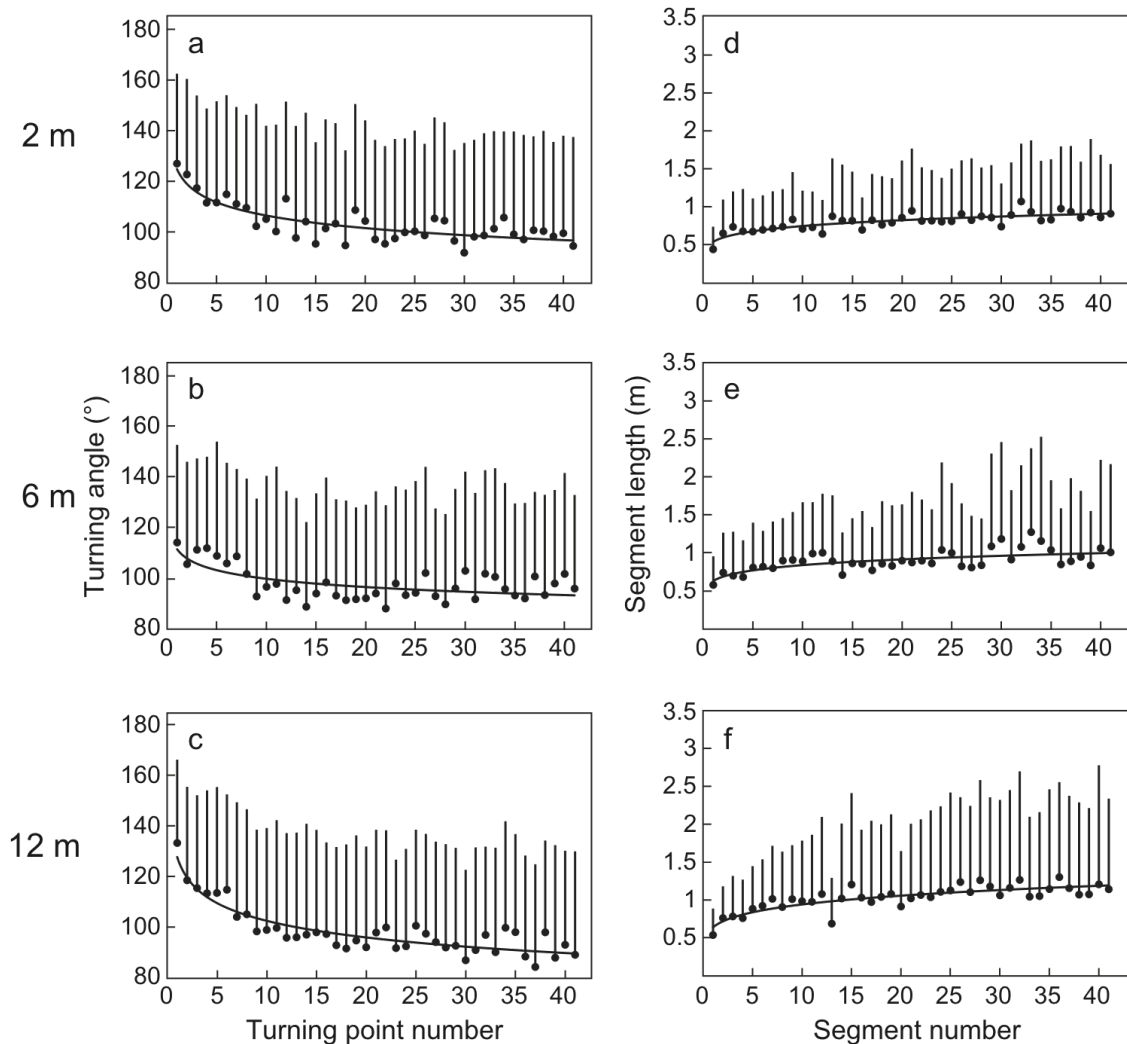 2 m
a
180
160
140
120
100
80
0 5 10 15 20 25 30 35 40
d
3.5
3
2.5
2
1.5
1
0.5
0 5 10 15 20 25 30 35 40
6 m
Turning angle (°)
b
180
160
140
120
100
80
0 5 10 15 20 25 30 35 40
Segment length (m)
e
3.5
3
2.5
2
1.5
1
0.5
0 5 10 15 20 25 30 35 40
12 m
c
180
160
140
120
100
80
0 5 10 15 20 25 30 35 40
Turning point number
f
3.5
3
2.5
2
1.5
1
0.5
0 5 10 15 20 25 30 35 40
Segment number